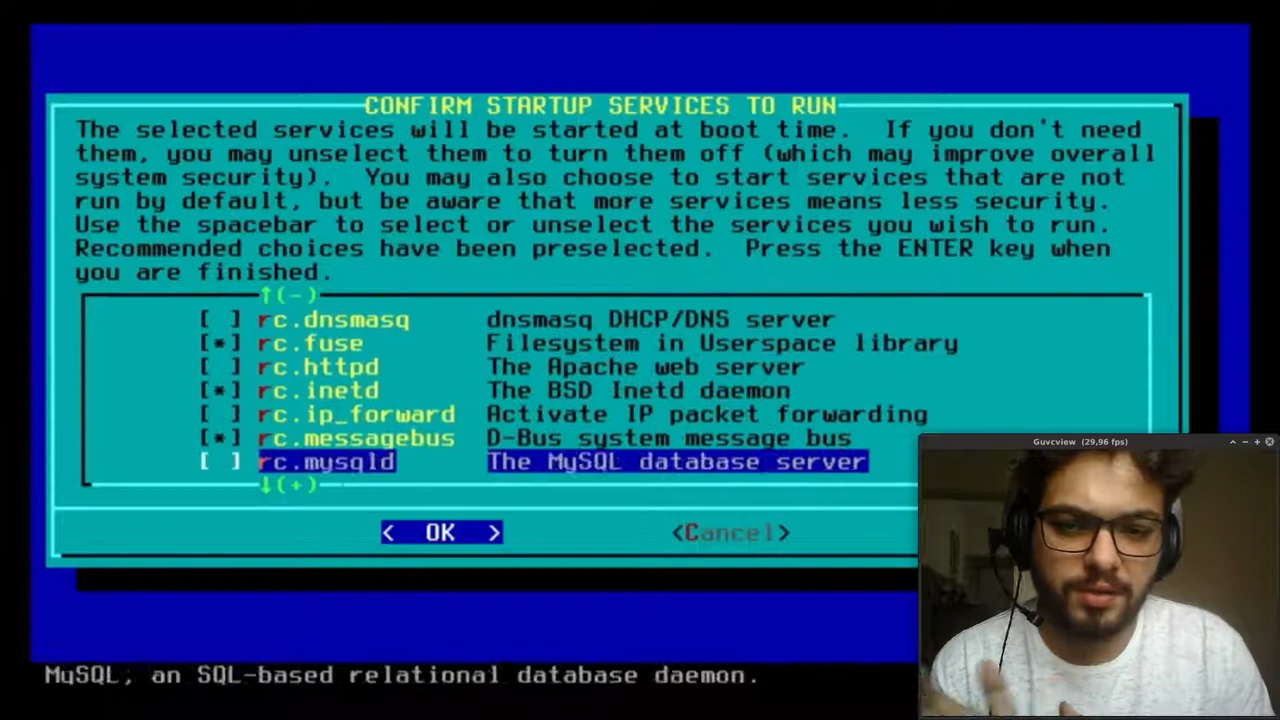 CONFIRM STARTUP SERVICES TO RUN
The selected services will be started at boot time.  If you don't need
them, you may unselect them to turn them off (which may improve overall
system security).  You may also choose to start services that are not
run by default, but be aware that more services means less security.
Use the spacebar to select or unselect the services you wish to run.
Recommended choices have been preselected.  Press the ENTER key when
you are finished.
↑(-)
[ ] rc.dnsmasq dnsmasq DHCP/DNS server
[*] rc.fuse Filesystem in Userspace library
[ ] rc.httpd The Apache web server
[*] rc.inetd The BSD Inetd daemon
[ ] rc.ip_forward Activate IP packet forwarding
[*] rc.messagebus D-Bus system message bus
[ ] rc.mysqld The MySQL database server
↓(+)
< OK > <Cancel>
Guvcview (29,96 fps)
MySQL, an SQL-based relational database daemon.